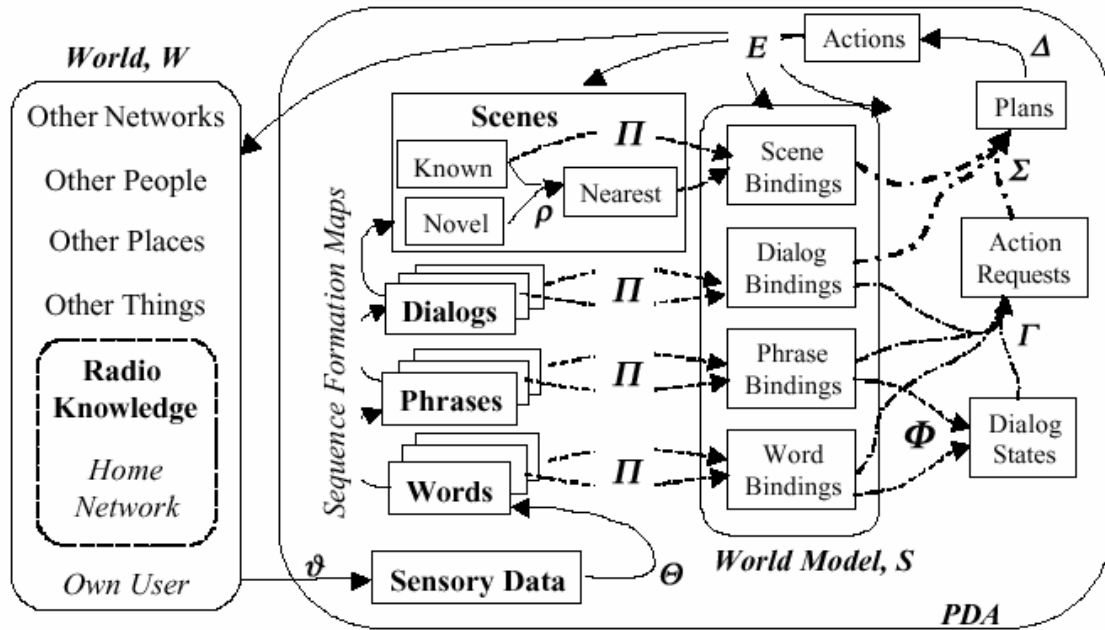 World, W
Other Networks
Other People
Other Places
Other Things
Radio
Knowledge
Home
Network
Own User
ϑ
Sequence Formation Maps
Scenes
Known
Novel
ρ
Nearest
Dialogs
Phrases
Words
Sensory Data
Θ
Π
Π
Π
Π
E
Scene
Bindings
Dialog
Bindings
Phrase
Bindings
Word
Bindings
World Model, S
Actions
Δ
Plans
Σ
Action
Requests
Γ
Φ
Dialog
States
PDA